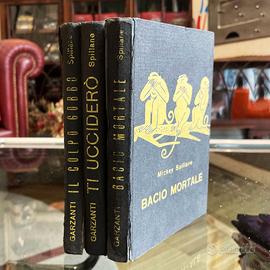 GARZANTI IL COLPO GOBBO Spillane
GARZANTI TI UCCIDERÒ Spillane
GARZANTI BACIO MORTALE Spillane
Mickey Spillane
BACIO MORTALE